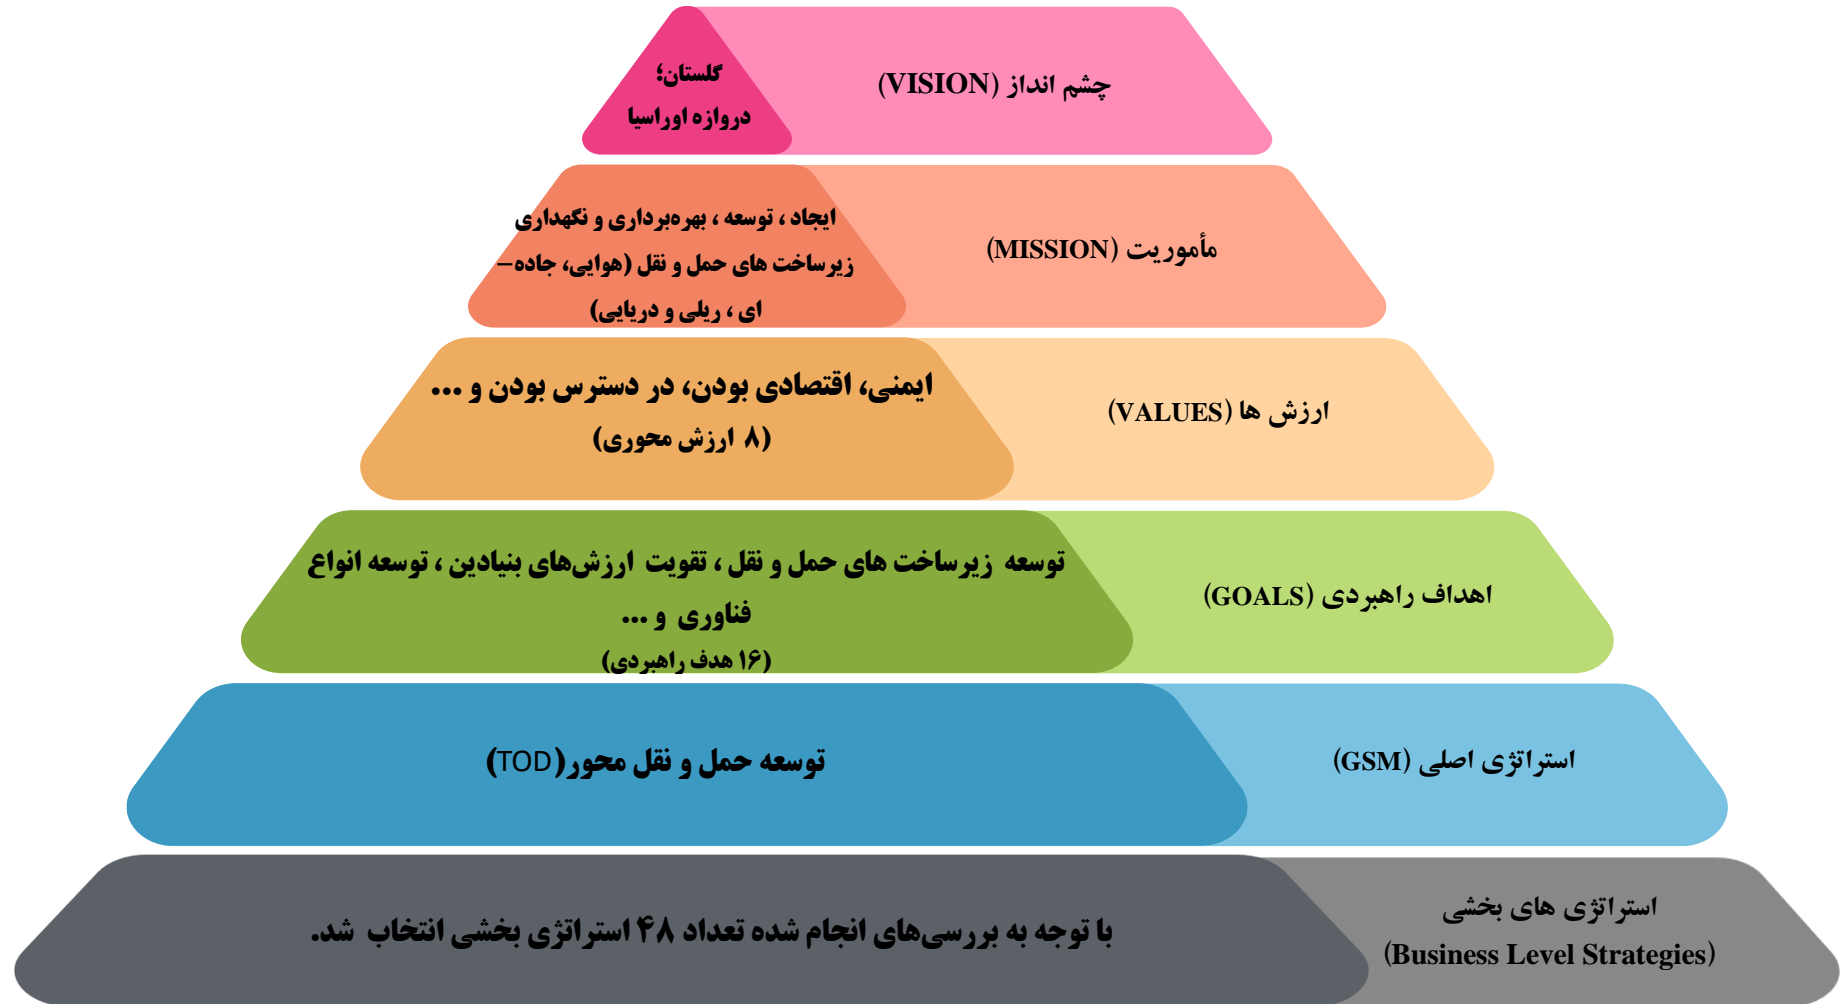 گلستان؛
دروازه اوراسیا
چشم انداز (VISION)
ایجاد ، توسعه ، بهره‌برداری و نگهداری
زیرساخت های حمل و نقل (هوایی، جاده-
ای ، ریلی و دریایی)
مأموریت (MISSION)
ایمنی، اقتصادی بودن، در دسترس بودن و ...
(۸ ارزش محوری)
ارزش ها (VALUES)
توسعه زیرساخت های حمل و نقل ، تقویت ارزش‌های بنیادین ، توسعه انواع
فناوری و ...
(۱۶ هدف راهبردی)
اهداف راهبردی (GOALS)
توسعه حمل و نقل محور(TOD)
استراتژی اصلی (GSM)
با توجه به بررسی‌های انجام شده تعداد ۴۸ استراتژی بخشی انتخاب شد.
استراتژی های بخشی
(Business Level Strategies)